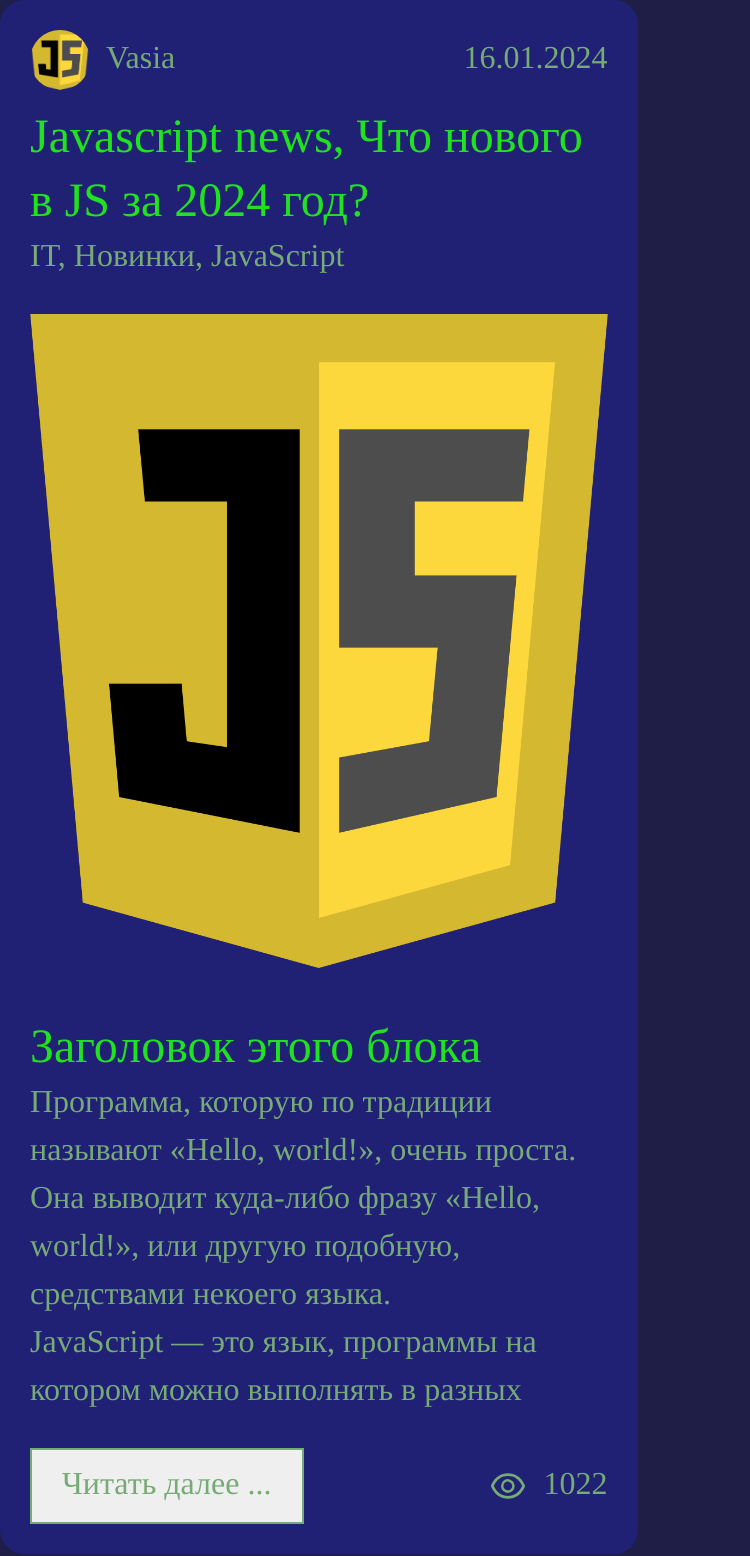 JS Vasia 16.01.2024
Javascript news, Что нового
в JS за 2024 год?
IT, Новинки, JavaScript
JS
Заголовок этого блока
Программа, которую по традиции
называют «Hello, world!», очень проста.
Она выводит куда-либо фразу «Hello,
world!», или другую подобную,
средствами некоего языка.
JavaScript — это язык, программы на
котором можно выполнять в разных
Читать далее ... 1022